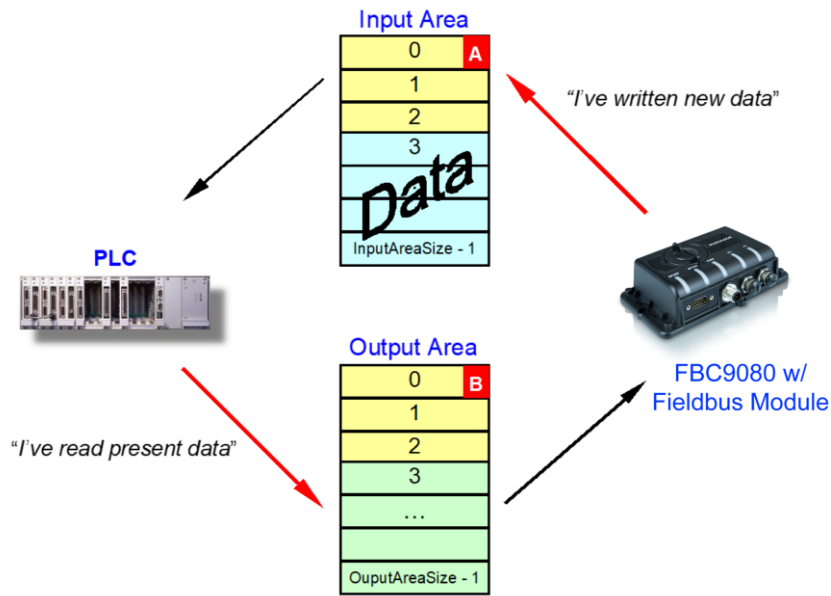 Input Area
0
A
1
2
3
Data
InputAreaSize - 1
"I've written new data"
PLC
FBC9080 w/
Fieldbus Module
Output Area
0
B
1
2
3
...
OuputAreaSize - 1
"I've read present data"